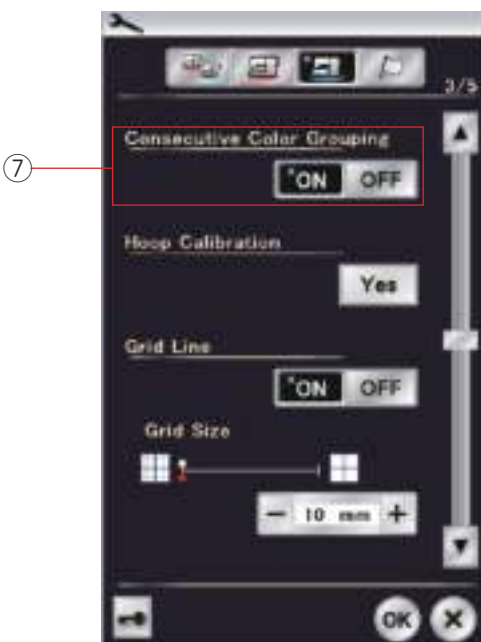 3/5
Consecutive Color Grouping
⑦
ON OFF
Hoop Calibration
Yes
Grid Line
ON OFF
Grid Size
− 10 mm +
OK ×